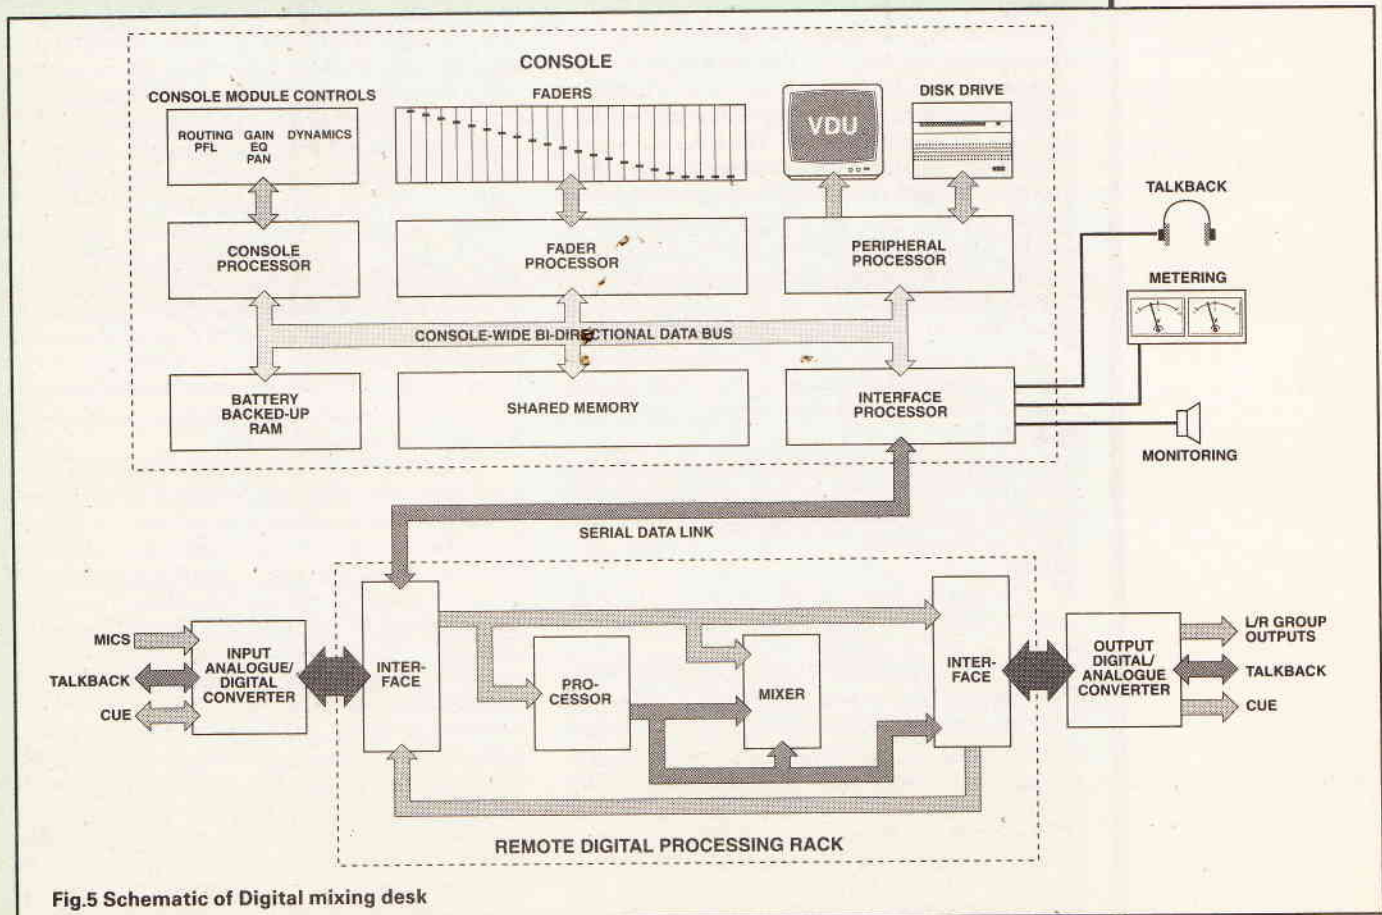 CONSOLE
CONSOLE MODULE CONTROLS
FADERS
DISK DRIVE
ROUTING
PFL
GAIN
EQ
PAN
DYNAMICS
VDU
TALKBACK
CONSOLE
PROCESSOR
FADER
PROCESSOR
PERIPHERAL
PROCESSOR
METERING
CONSOLE-WIDE BI-DIRECTIONAL DATA BUS
BATTERY
BACKED-UP
RAM
SHARED MEMORY
INTERFACE
PROCESSOR
MONITORING
SERIAL DATA LINK
MICS
TALKBACK
CUE
INPUT
ANALOGUE/
DIGITAL
CONVERTER
INTER-
FACE
PRO-
CESSOR
MIXER
INTER-
FACE
OUTPUT
DIGITAL/
ANALOGUE
CONVERTER
L/R GROUP
OUTPUTS
TALKBACK
CUE
REMOTE DIGITAL PROCESSING RACK
Fig.5 Schematic of Digital mixing desk